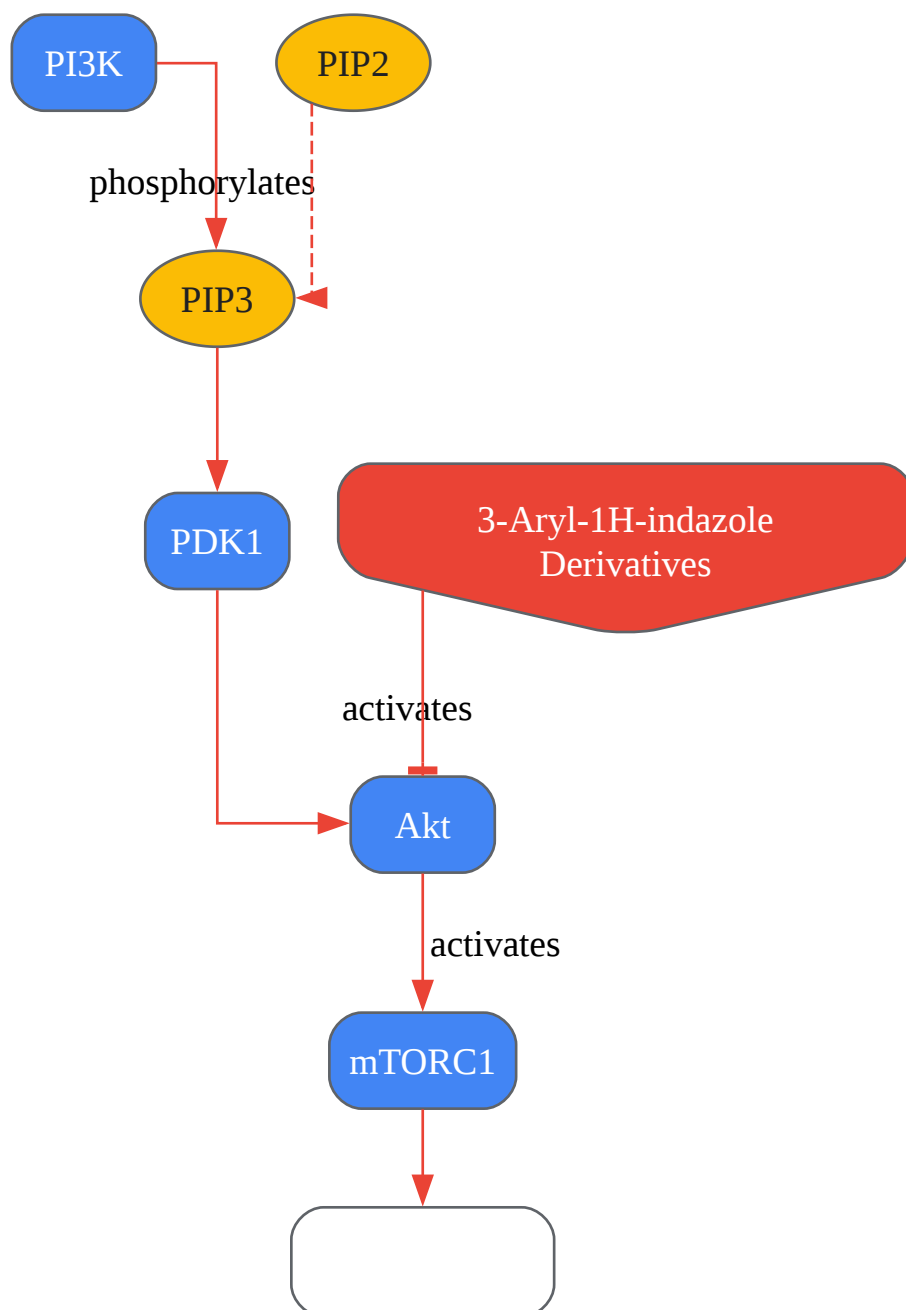 PI3K
PIP2
phosphorylates
PIP3
3-Aryl-1H-indazole
Derivatives
PDK1
activates
Akt
activates
mTORC1